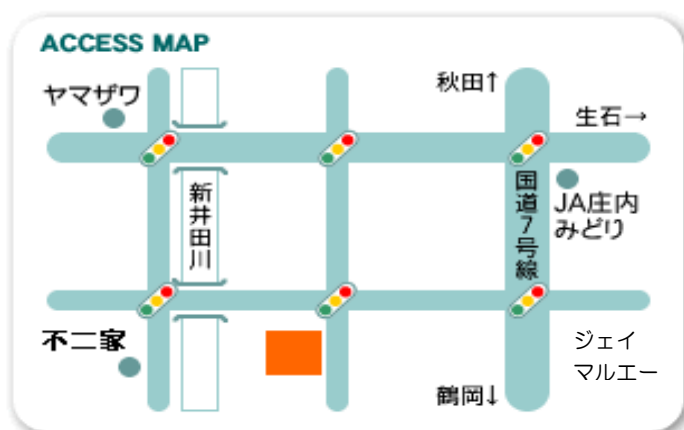 ACCESS MAP
秋田↑
ヤマザワ
生石→
新井田川
国道7号線
JA庄内
みどり
不二家
ジェイ
マルエー
鶴岡↓